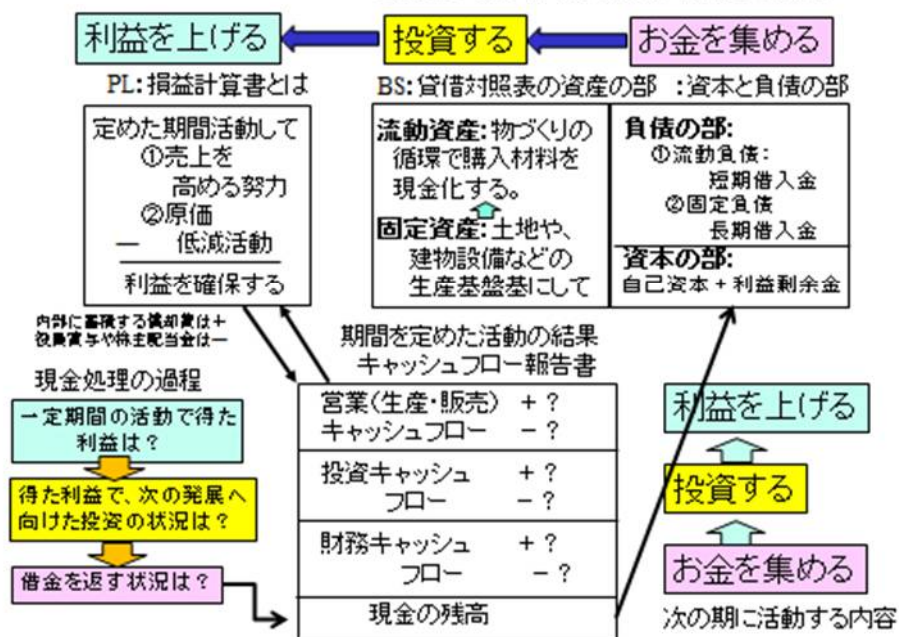 利益を上げる
投資する
お金を集める
PL:損益計算書とは
BS:貸借対照表の資産の部
:資本と負債の部
定めた期間活動して
①売上を
高める努力
②原価
— 低減活動
利益を確保する
流動資産:物づくりの
循環で購入材料を
現金化する。
固定資産:土地や、
建物設備などの
生産基盤基にして
負債の部:
①流動負債:
短期借入金
②固定負債
長期借入金
資本の部:
自己資本+利益剰余金
内部に蓄積する償却費は+
役員賞与や株主配当金は−
現金処理の過程
一定期間の活動で得た
利益は?
得た利益で、次の発展へ
向けた投資の状況は?
借金を返す状況は?
期間を定めた活動の結果
キャッシュフロー報告書
営業(生産・販売) +?
キャッシュフロー −?
投資キャッシュ +?
フロー −?
財務キャッシュ +?
フロー −?
現金の残高
利益を上げる
投資する
お金を集める
次の期に活動する内容